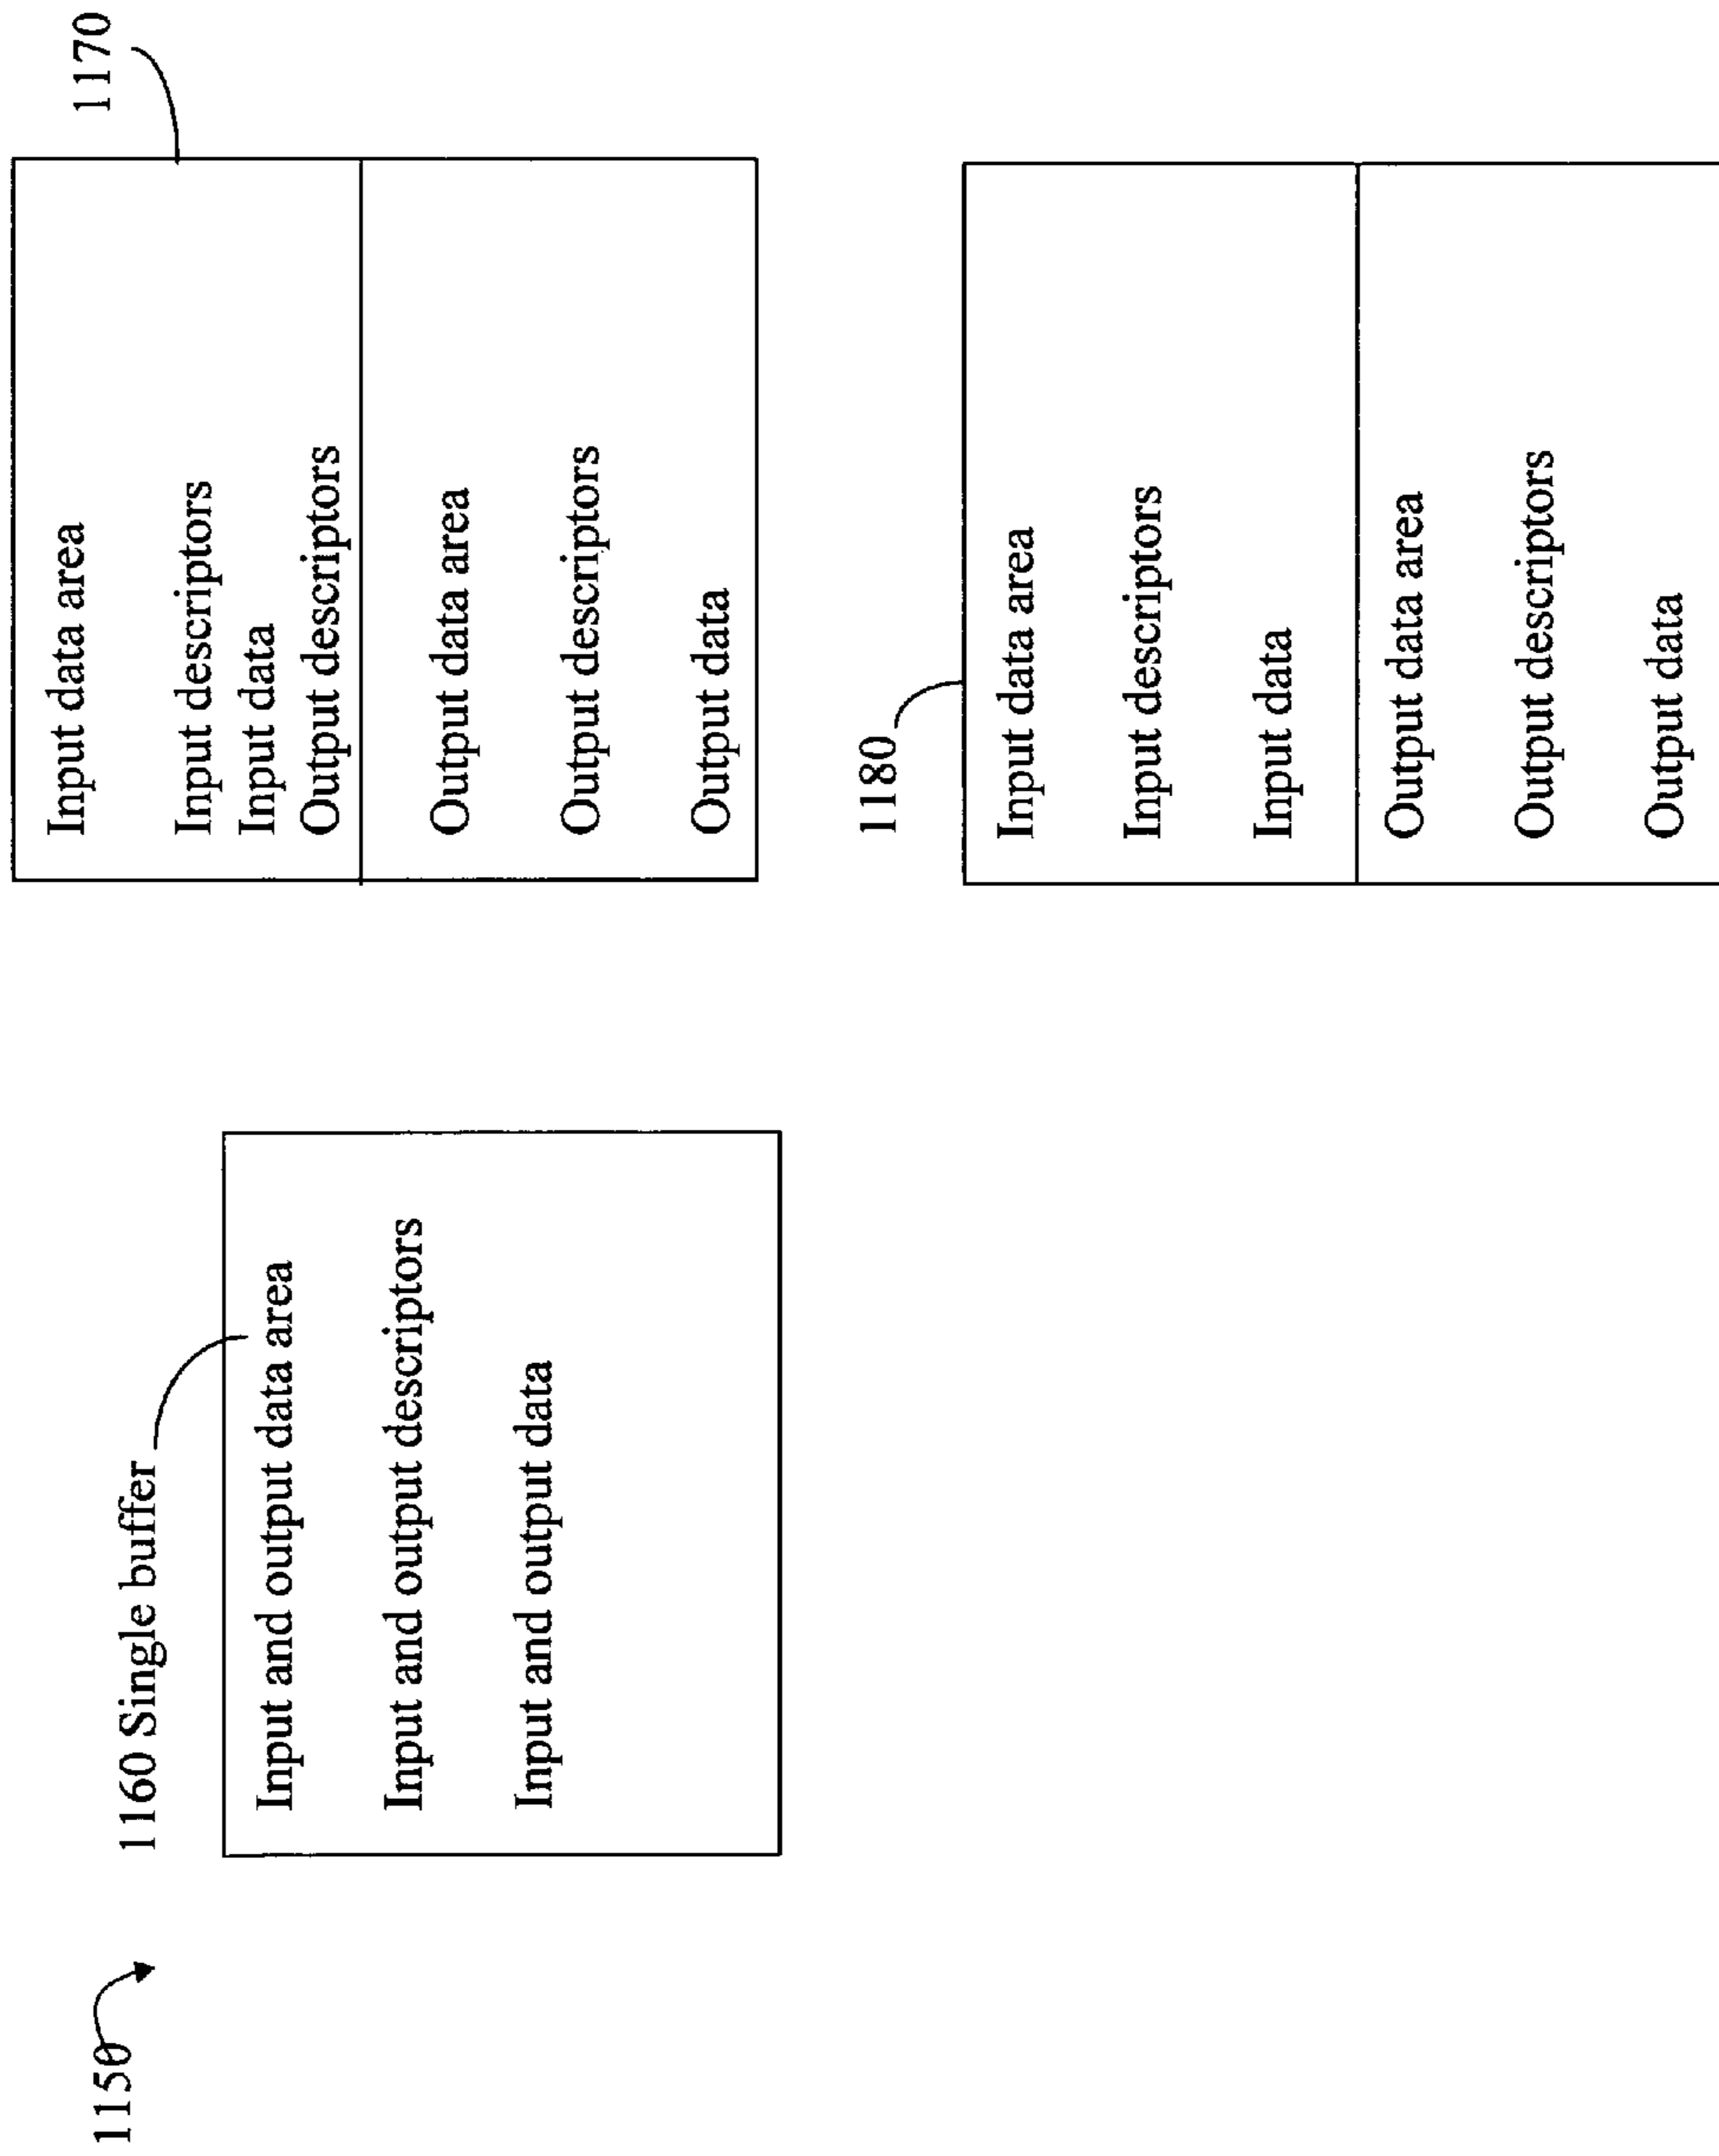 1150
1160 Single buffer
Input and output data area
Input and output descriptors
Input and output data
1170
Input data area
Input descriptors
Input data
Output descriptors
Output data area
Output descriptors
Output data
1180
Input data area
Input descriptors
Input data
Output data area
Output descriptors
Output data